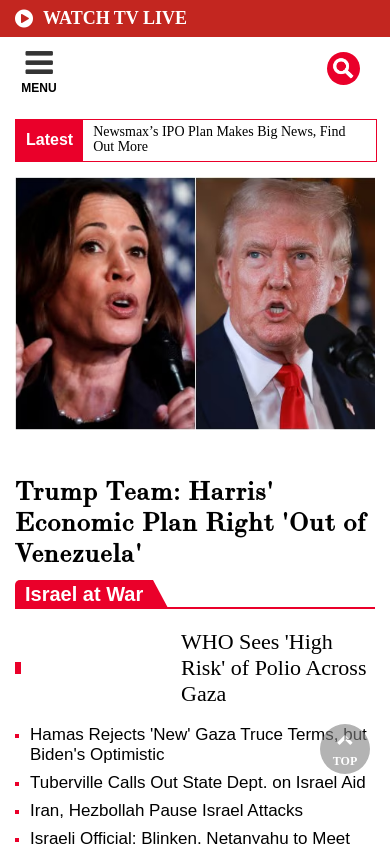 WATCH TV LIVE
MENU
Latest
Newsmax’s IPO Plan Makes Big News, Find
Out More
Trump Team: Harris'
Economic Plan Right 'Out of
Venezuela'
Israel at War
WHO Sees 'High
Risk' of Polio Across
Gaza
Hamas Rejects 'New' Gaza Truce Terms, but
Biden's Optimistic
TOP
Tuberville Calls Out State Dept. on Israel Aid
Iran, Hezbollah Pause Israel Attacks
Israeli Official: Blinken, Netanyahu to Meet